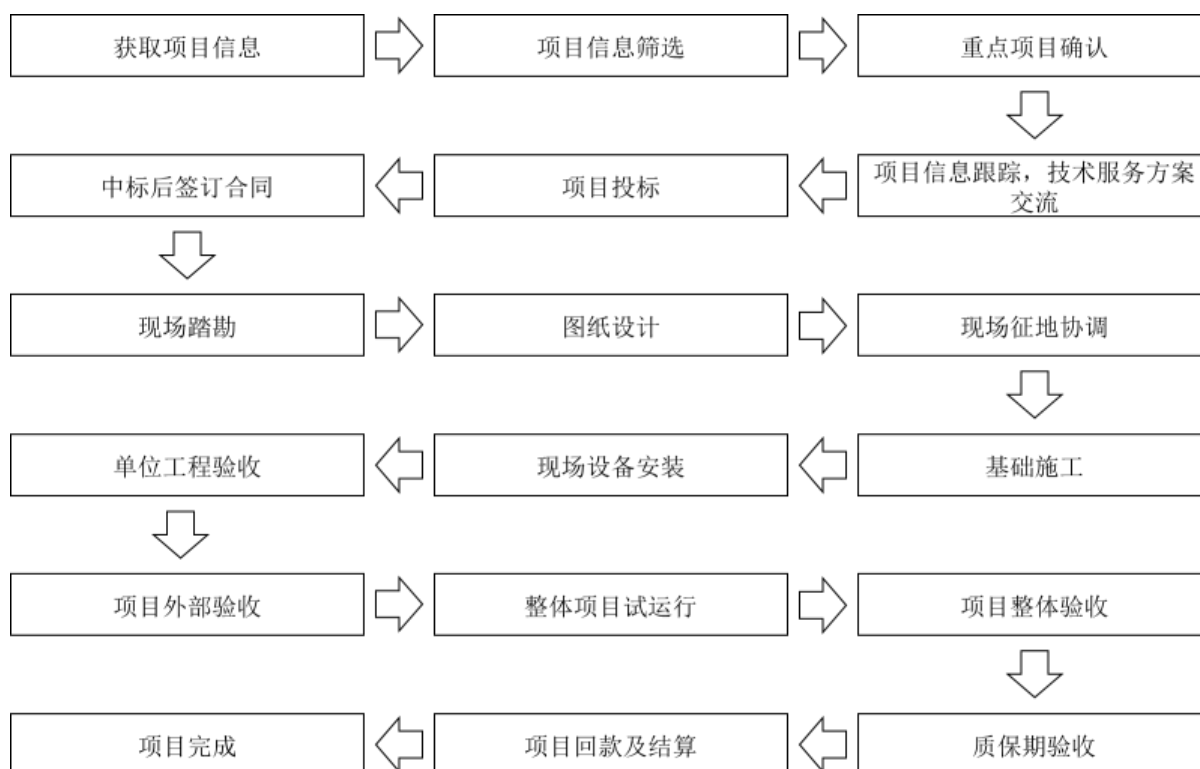 获取项目信息
项目信息筛选
重点项目确认
项目信息跟踪，技术服务方案
交流
项目投标
中标后签订合同
现场踏勘
图纸设计
现场征地协调
基础施工
现场设备安装
单位工程验收
项目外部验收
整体项目试运行
项目整体验收
质保期验收
项目回款及结算
项目完成